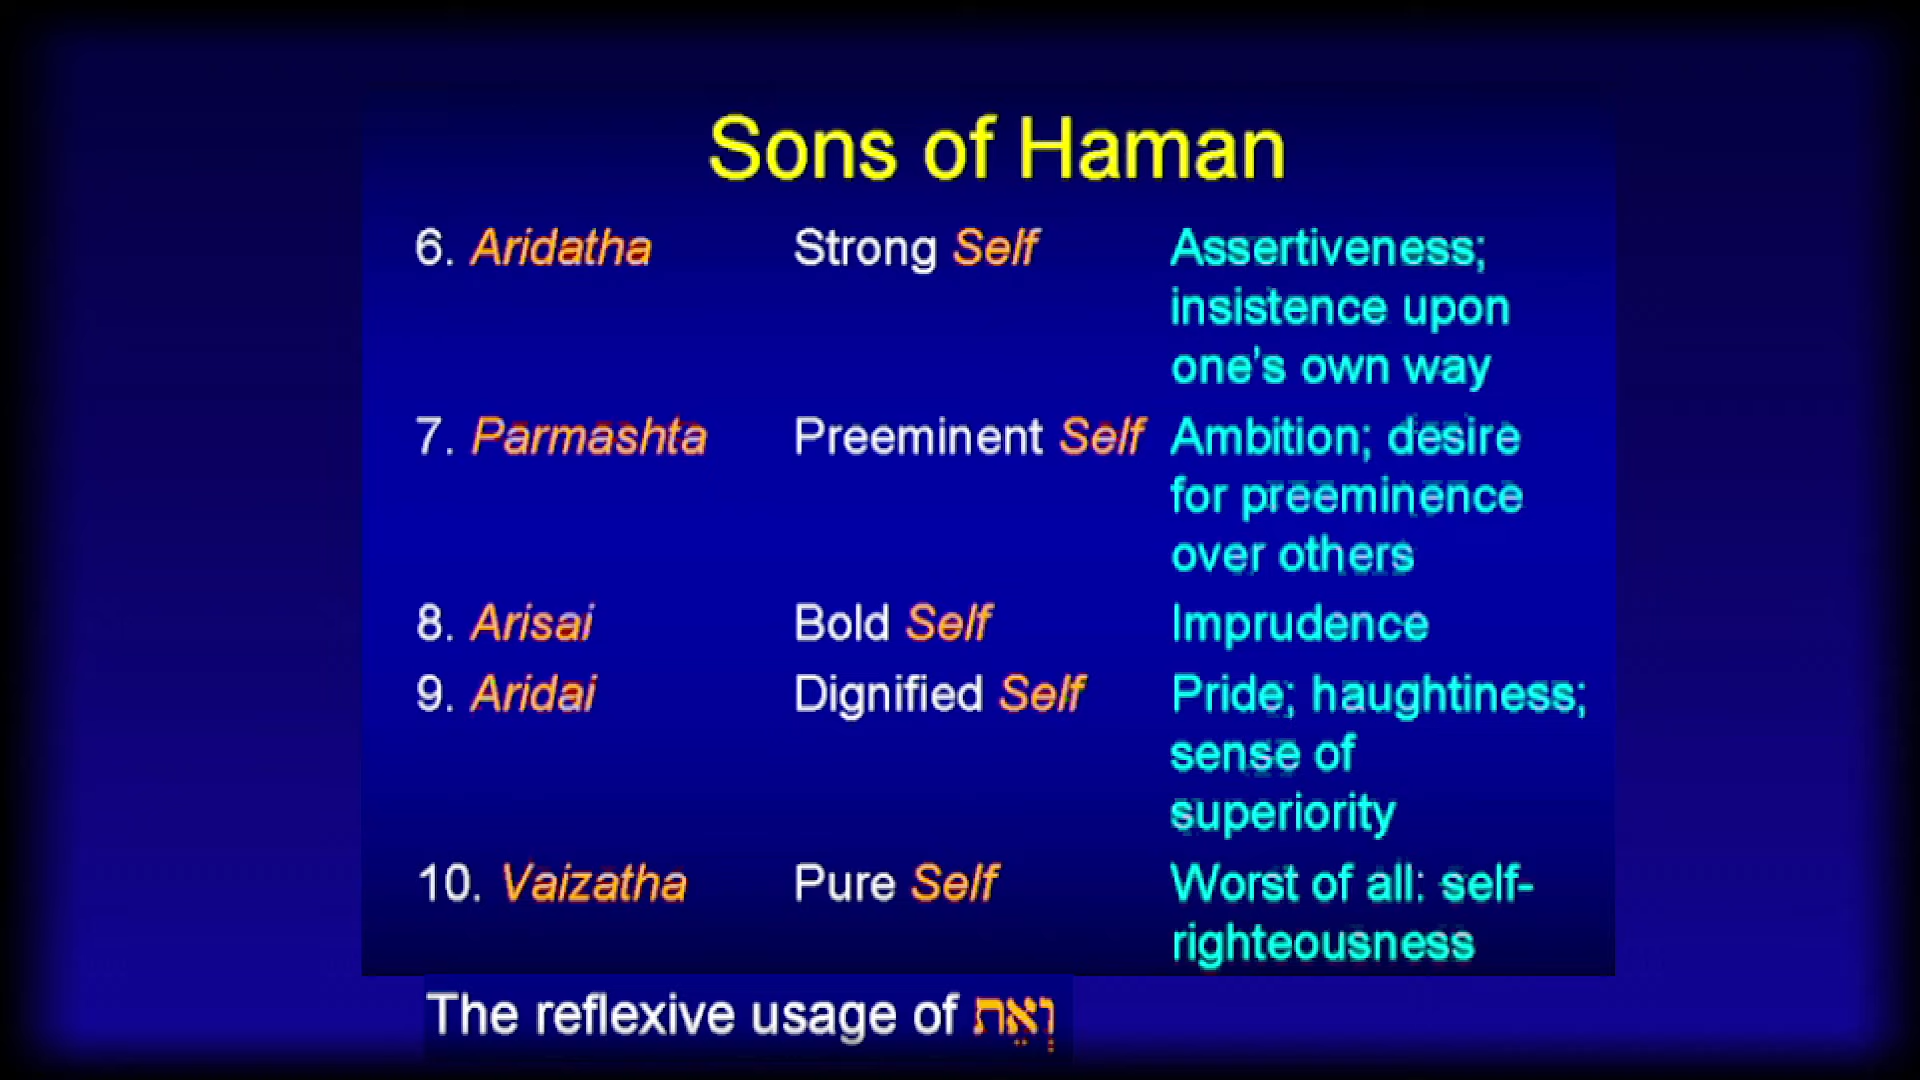 Sons of Haman
6. Aridatha Strong Self Assertiveness;
insistence upon
one's own way
7. Parmashta Preeminent Self Ambition; desire
for preeminence
over others
8. Arisai Bold Self Imprudence
9. Aridai Dignified Self Pride; haughtiness;
sense of
superiority
10. Vaizatha Pure Self Worst of all: self-
righteousness
The reflexive usage of וְאֵת